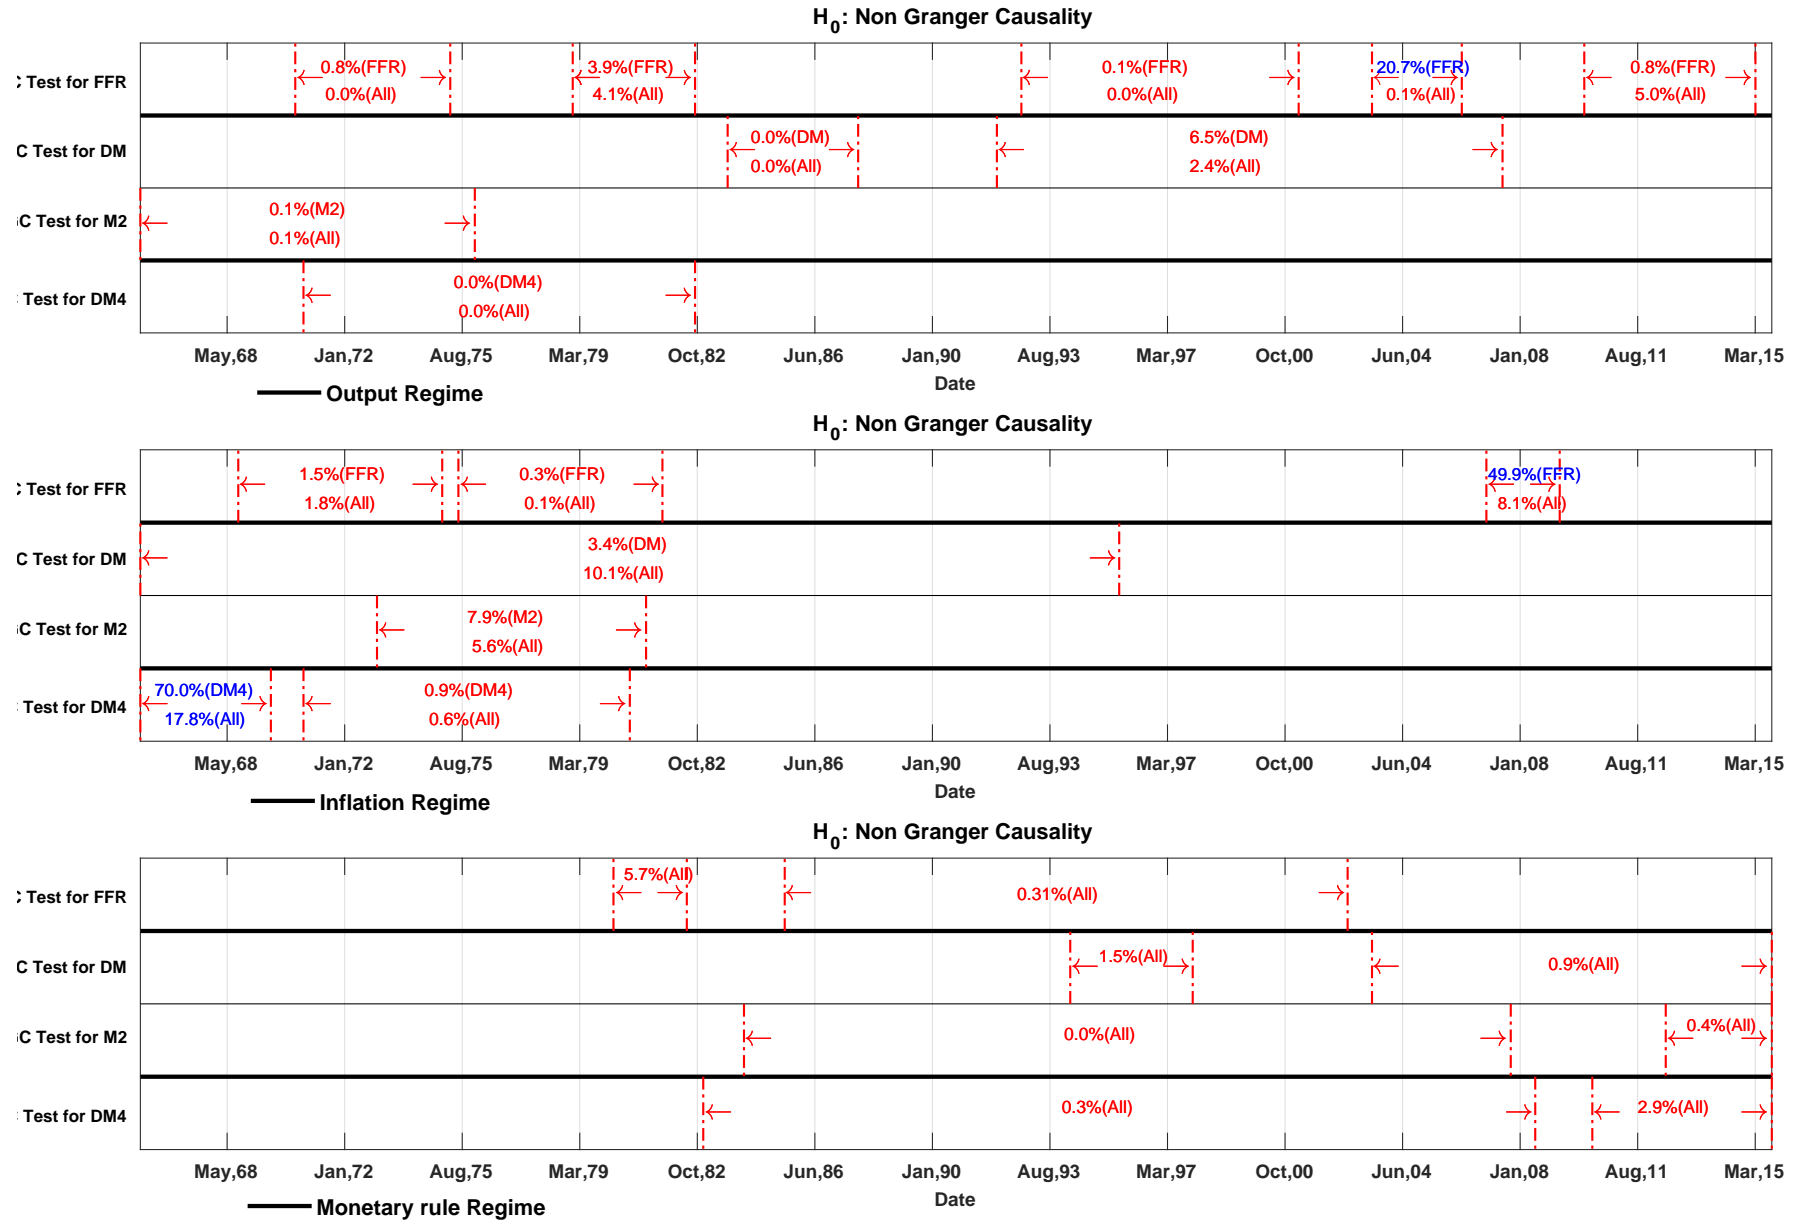 H0: Non Granger Causality
C Test for FFR
0.8%(FFR) 3.9%(FFR) 0.1%(FFR) 20.7%(FFR) 0.8%(FFR)
0.0%(All) 4.1%(All) 0.0%(All) 0.1%(All) 5.0%(All)
C Test for DM
0.0%(DM) 6.5%(DM)
0.0%(All) 2.4%(All)
GC Test for M2
0.1%(M2)
0.1%(All)
Test for DM4
0.0%(DM4)
0.0%(All)
May,68 Jan,72 Aug,75 Mar,79 Oct,82 Jun,86 Jan,90 Aug,93 Mar,97 Oct,00 Jun,04 Jan,08 Aug,11 Mar,15
Date
Output Regime
H0: Non Granger Causality
C Test for FFR
1.5%(FFR) 0.3%(FFR) 49.9%(FFR)
1.8%(All) 0.1%(All) 8.1%(All)
C Test for DM
3.4%(DM)
10.1%(All)
GC Test for M2
7.9%(M2)
5.6%(All)
Test for DM4
70.0%(DM4) 0.9%(DM4)
17.8%(All) 0.6%(All)
May,68 Jan,72 Aug,75 Mar,79 Oct,82 Jun,86 Jan,90 Aug,93 Mar,97 Oct,00 Jun,04 Jan,08 Aug,11 Mar,15
Date
Inflation Regime
H0: Non Granger Causality
C Test for FFR
5.7%(All) 0.31%(All)
C Test for DM
1.5%(All) 0.9%(All)
GC Test for M2
0.0%(All) 0.4%(All)
Test for DM4
0.3%(All) 2.9%(All)
May,68 Jan,72 Aug,75 Mar,79 Oct,82 Jun,86 Jan,90 Aug,93 Mar,97 Oct,00 Jun,04 Jan,08 Aug,11 Mar,15
Date
Monetary rule Regime